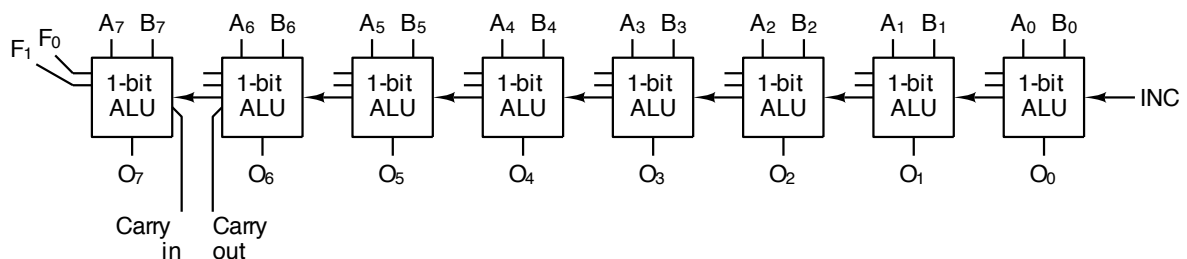 A7 B7 A6 B6 A5 B5 A4 B4 A3 B3 A2 B2 A1 B1 A0 B0
F1 F0
1-bit 1-bit 1-bit 1-bit 1-bit 1-bit 1-bit 1-bit
ALU ALU ALU ALU ALU ALU ALU ALU INC
O7 O6 O5 O4 O3 O2 O1 O0
Carry Carry
in out